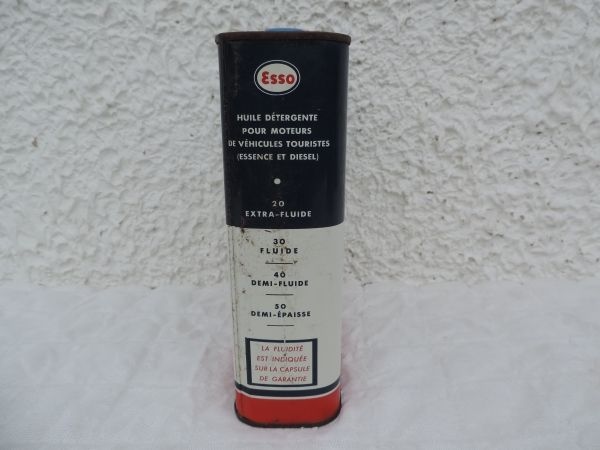 Esso
HUILE DÉTERGENTE
POUR MOTEURS
DE VÉHICULES TOURISTES
(ESSENCE ET DIESEL)
20
EXTRA-FLUIDE
30
FLUIDE
40
DEMI-FLUIDE
50
DEMI-ÉPAISSE
LA FLUIDITÉ
EST INDIQUÉE
SUR LA CAPSULE
DE GARANTIE